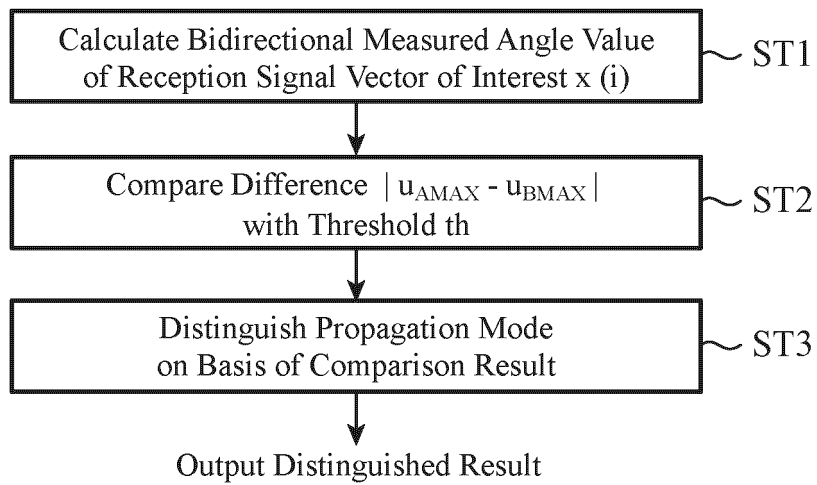 Calculate Bidirectional Measured Angle Value
of Reception Signal Vector of Interest x (i)
ST1
Compare Difference | uAMAX - uBMAX |
with Threshold th
ST2
Distinguish Propagation Mode
on Basis of Comparison Result
ST3
Output Distinguished Result